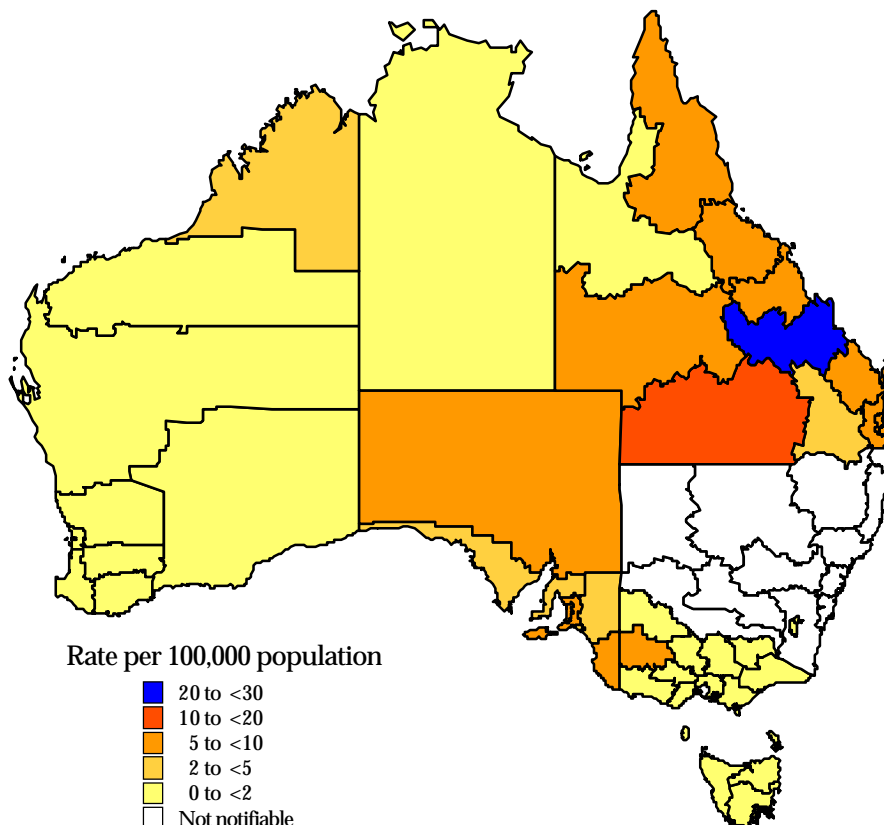 Rate per 100,000 population
20 to <30
10 to <20
5 to <10
2 to <5
0 to <2
Not notifiable